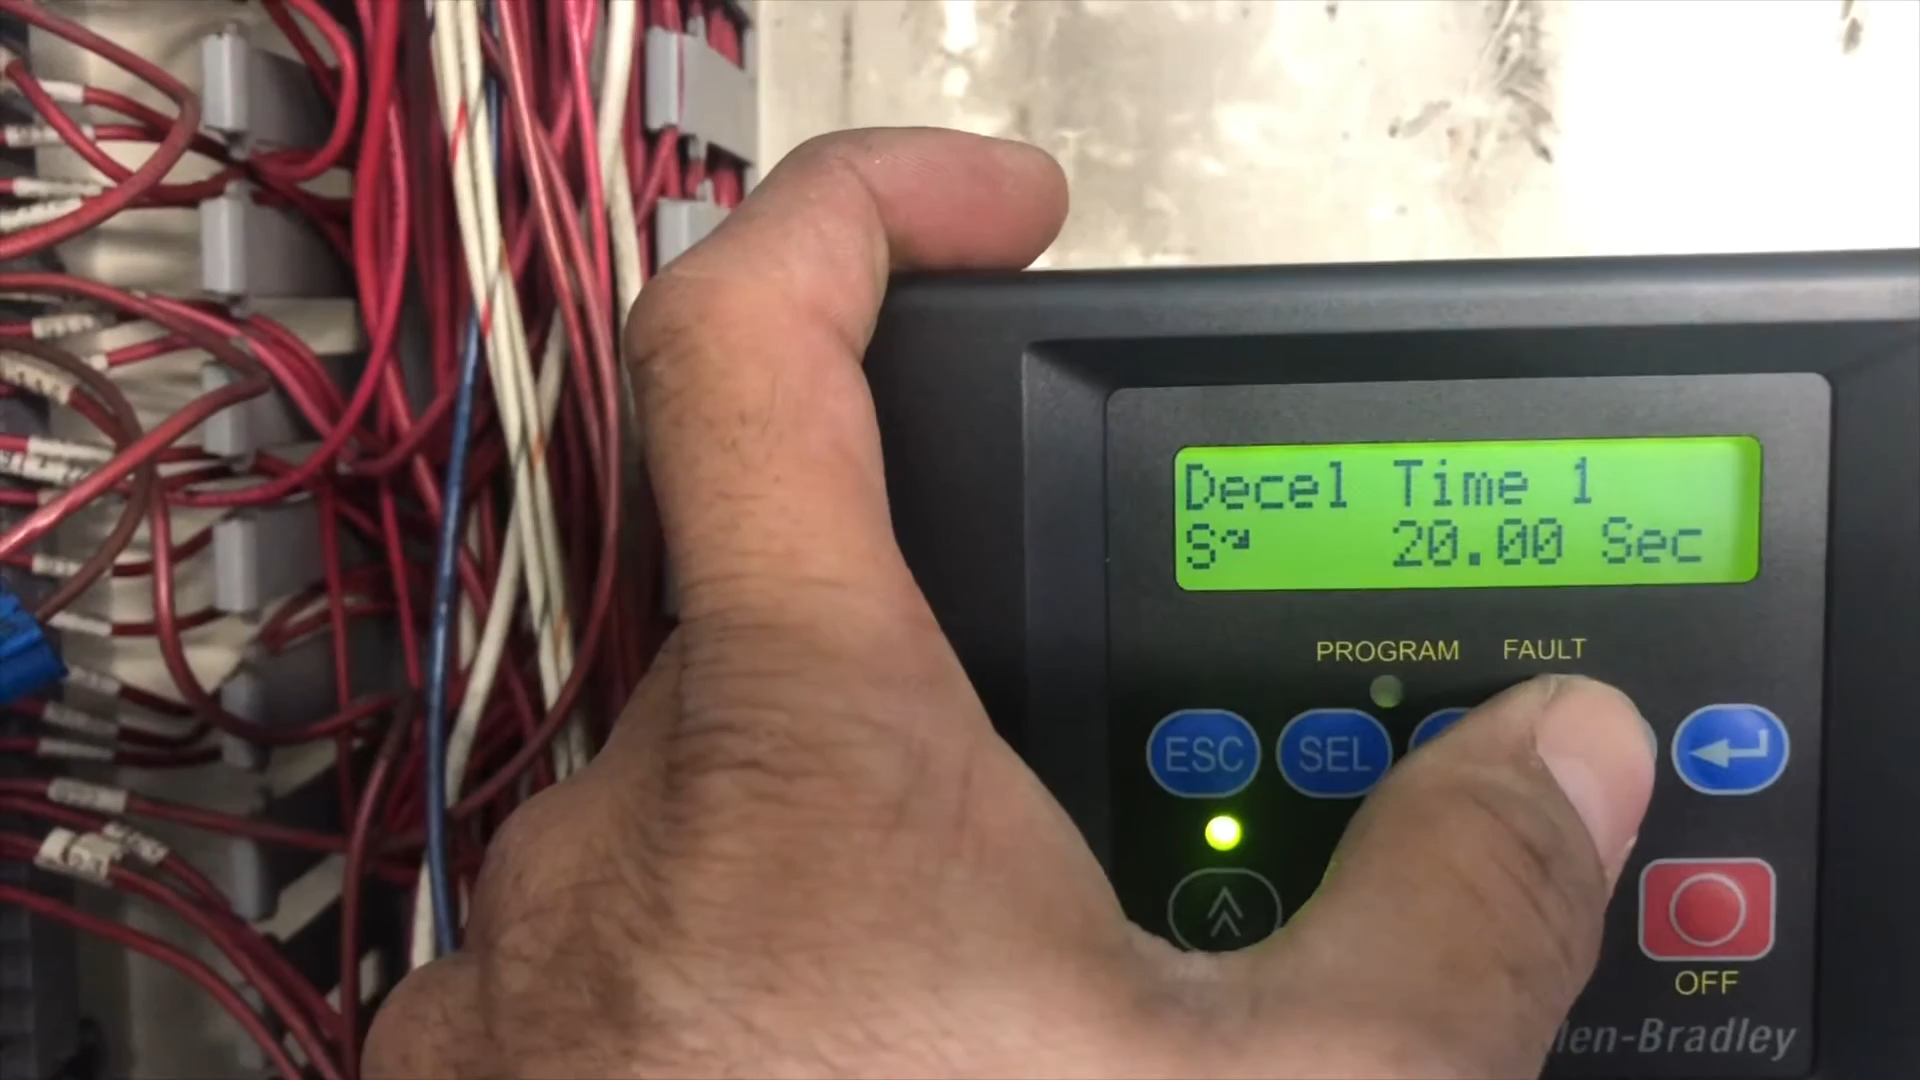 Decel Time 1
S 20.00 Sec
PROGRAM FAULT
ESC SEL
OFF
len-Bradley